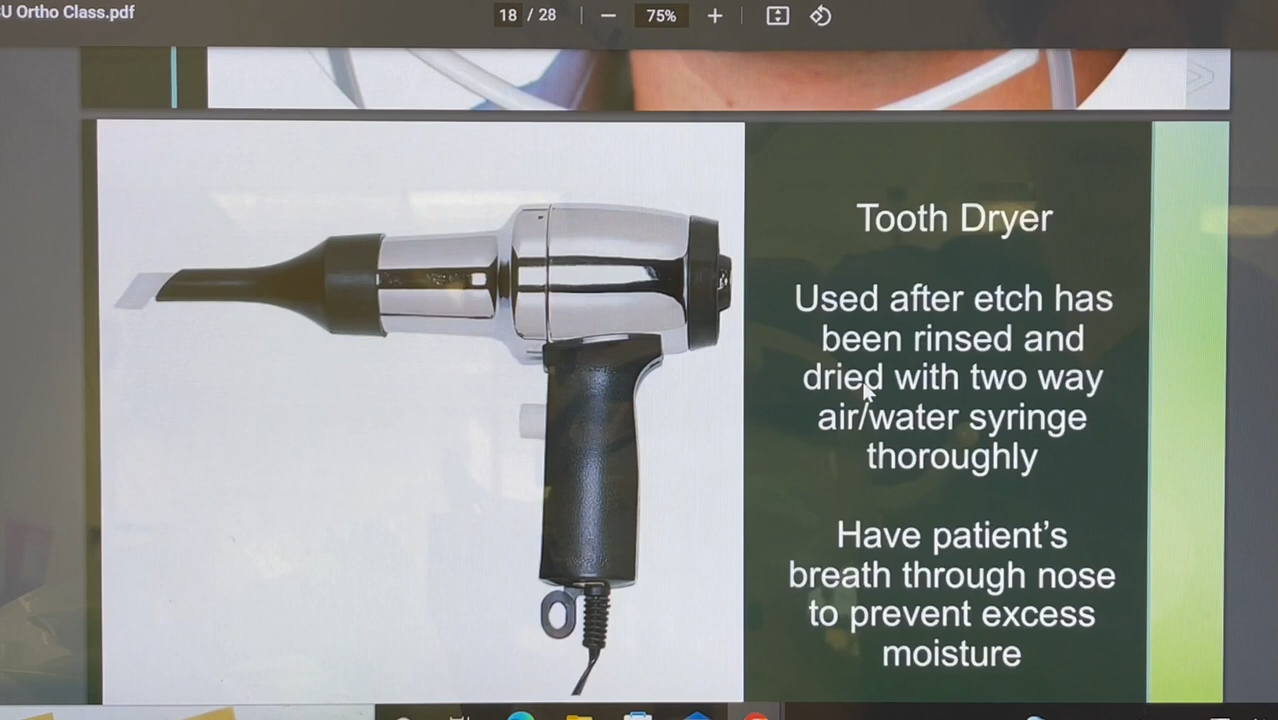 U Ortho Class.pdf
18 / 28
75%
Tooth Dryer
Used after etch has
been rinsed and
dried with two way
air/water syringe
thoroughly
Have patient's
breath through nose
to prevent excess
moisture